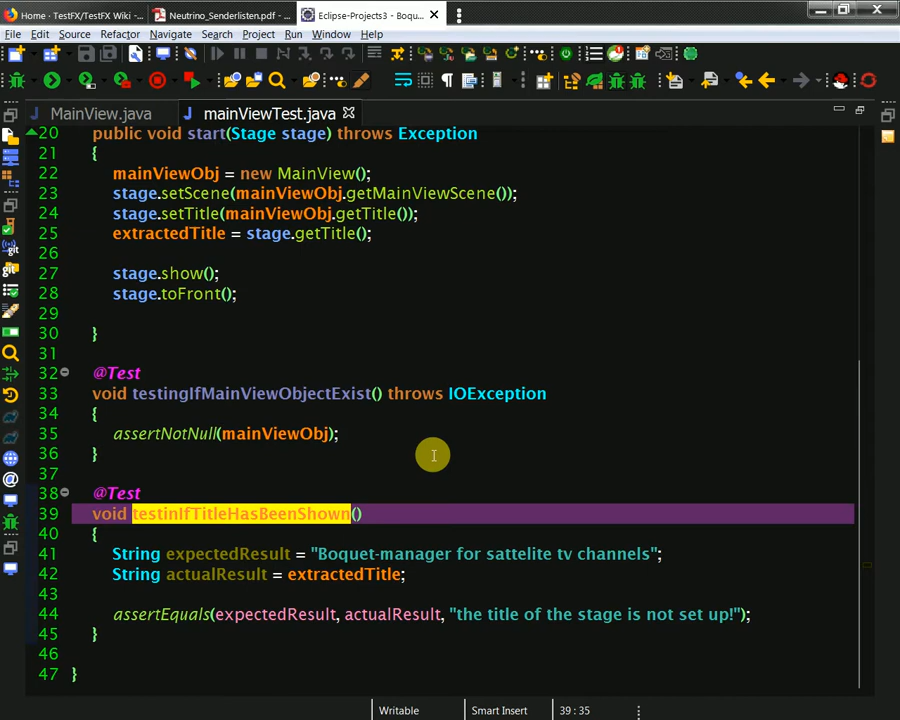 Home · TestFX/TestFX Wiki · ...
Neutrino_Senderlisten.pdf - ...
Eclipse-Projects3 - Boqu...
File Edit Source Refactor Navigate Search Project Run Window Help
MainView.java mainViewTest.java
20 public void start(Stage stage) throws Exception
21 {
22 mainViewObj = new MainView();
23 stage.setScene(mainViewObj.getMainViewScene());
24 stage.setTitle(mainViewObj.getTitle());
25 extractedTitle = stage.getTitle();
26
27 stage.show();
28 stage.toFront();
29
30 }
31
32 @Test
33 void testingIfMainViewObjectExist() throws IOException
34 {
35 assertNotNull(mainViewObj);
36 }
37
38 @Test
39 void testinIfTitleHasBeenShown()
40 {
41 String expectedResult = "Boquet-manager for sattelite tv channels";
42 String actualResult = extractedTitle;
43
44 assertEquals(expectedResult, actualResult, "the title of the stage is not set up!");
45 }
46
47 }
Writable Smart Insert 39 : 35